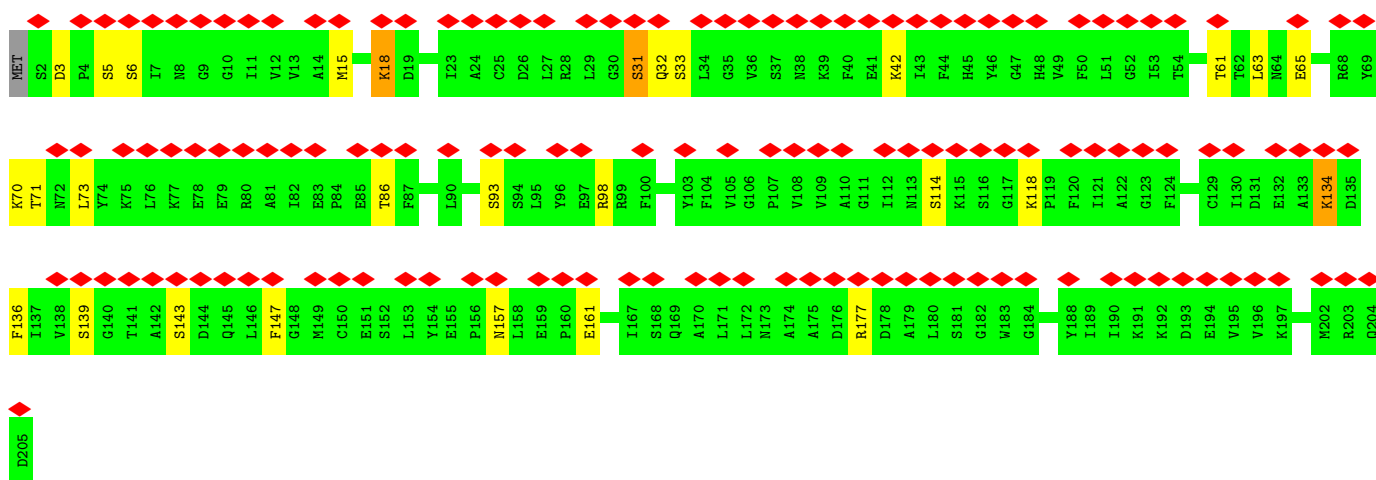 MET S2 D3 P4 S5 S6 I7 N8 G9 G10 I11 V12 V13 A14 M15 K18 D19 I23 A24 C25 D26 L27 R28 L29 G30 S31 Q32 S33 L34 G35 V36 S37 N38 K39 F40 E41 K42 I43 F44 H45 Y46 G47 H48 V49 F50 L51 G52 I53 T54 T61 T62 L63 N64 E65 R68 Y69
K70 T71 N72 L73 Y74 K75 L76 K77 E78 E79 R80 A81 I82 E83 P84 E85 T86 F87 L90 S93 S94 L95 Y96 E97 R98 R99 F100 Y103 F104 V105 G106 P107 V108 V109 A110 G111 I112 N113 S114 K115 S116 G117 K118 P119 F120 I121 A122 G123 F124 C129 I130 D131 E132 A133 K134 D135
F136 I137 V138 S139 G140 T141 A142 S143 D144 Q145 L146 F147 G148 M149 C150 E151 S152 L153 Y154 E155 P156 N157 L158 E159 P160 E161 I167 S168 Q169 A170 L171 L172 N173 A174 A175 D176 R177 D178 A179 L180 S181 G182 W183 G184 Y188 I189 I190 K191 K192 D193 E194 V195 V196 K197 M202 R203 Q204
D205